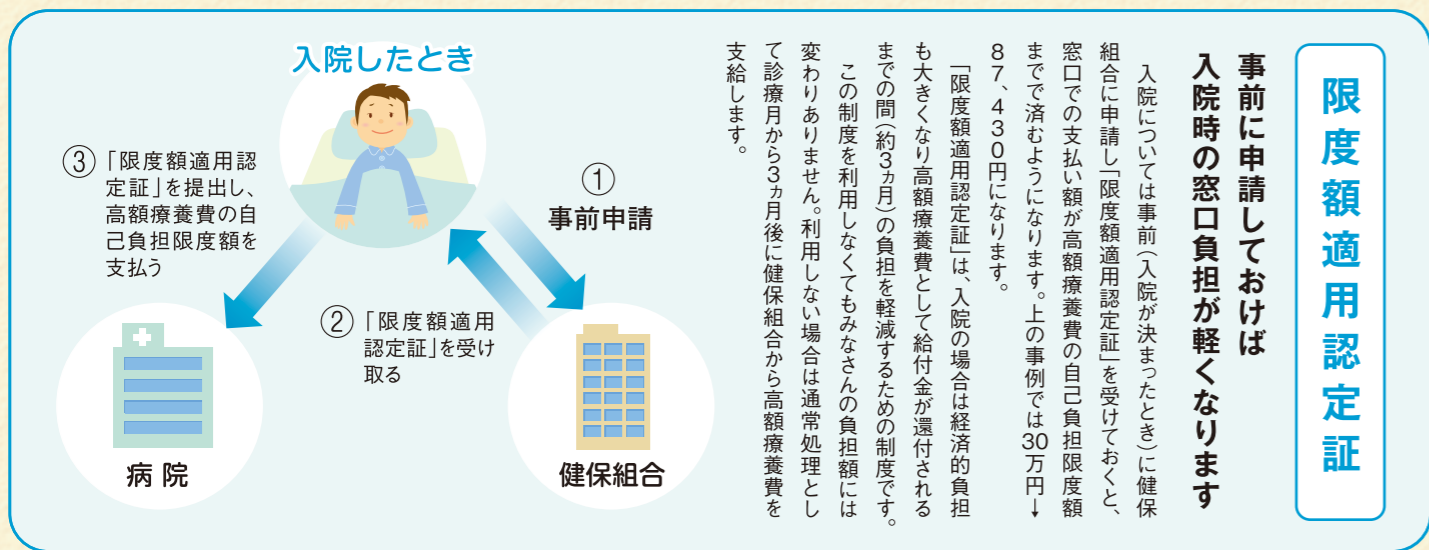 限度額適用認定証
事前に申請しておけば
入院時の窓口負担が軽くなります
入院については事前（入院が決まったとき）に健保
組合に申請し「限度額適用認定証」を受けておくと、
窓口での支払い額が高額療養費の自己負担限度額
までで済むようになります。上の事例では30万円→
87、430円になります。
「限度額適用認定証」は、入院の場合は経済的負担
も大きくなり高額療養費として給付金が還付される
までの間（約3ヵ月）の負担を軽減するための制度です。
この制度を利用しなくてもみなさんの負担額には
変わりありません。利用しない場合は通常処理とし
て診療月から3ヵ月後に健保組合から高額療養費を
支給します。
入院したとき
①
事前申請
②「限度額適用
認定証」を受け
取る
③「限度額適用認
定証」を提出し、
高額療養費の自
己負担限度額を
支払う
病院
健保組合